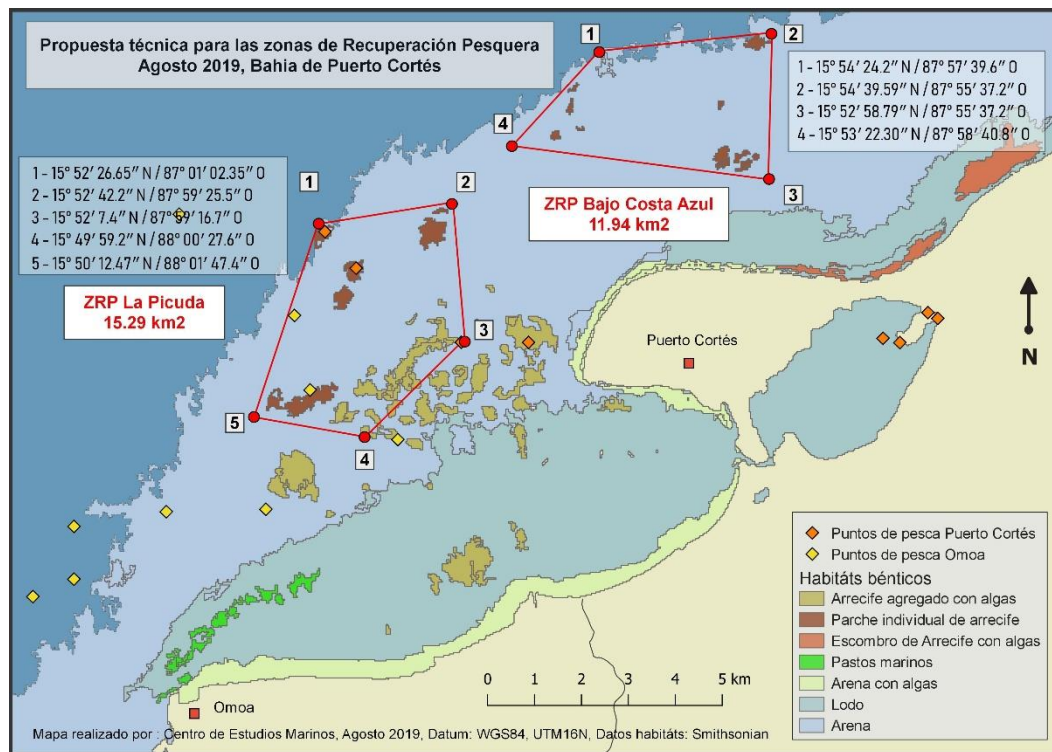 Propuesta técnica para las zonas de Recuperación Pesquera
Agosto 2019, Bahia de Puerto Cortés
1
2
1 - 15° 54′ 24.2″ N / 87° 57′ 39.6″ O
2 - 15° 54′ 39.59″ N / 87° 55′ 37.2″ O
3 - 15° 52′ 58.79″ N / 87° 55′ 37.2″ O
4 - 15° 53′ 22.30″ N / 87° 58′ 40.8″ O
4
3
ZRP Bajo Costa Azul
11.94 km2
1 - 15° 52′ 26.65″ N / 87° 01′ 02.35″ O
2 - 15° 52′ 42.2″ N / 87° 59′ 25.5″ O
3 - 15° 52′ 7.4″ N / 87° 59′ 16.7″ O
4 - 15° 49′ 59.2″ N / 88° 00′ 27.6″ O
5 - 15° 50′ 12.47″ N / 88° 01′ 47.4″ O
1
2
ZRP La Picuda
15.29 km2
3
5
4
N
Puerto Cortés
Puntos de pesca Puerto Cortés
Puntos de pesca Omoa
Habitáts bénticos
Arrecife agregado con algas
Parche individual de arrecife
Escombro de Arrecife con algas
Pastos marinos
Arena con algas
Lodo
Arena
0 1 2 3 4 5 km
Omoa
Mapa realizado por : Centro de Estudios Marinos, Agosto 2019, Datum: WGS84, UTM16N, Datos habitáts: Smithsonian